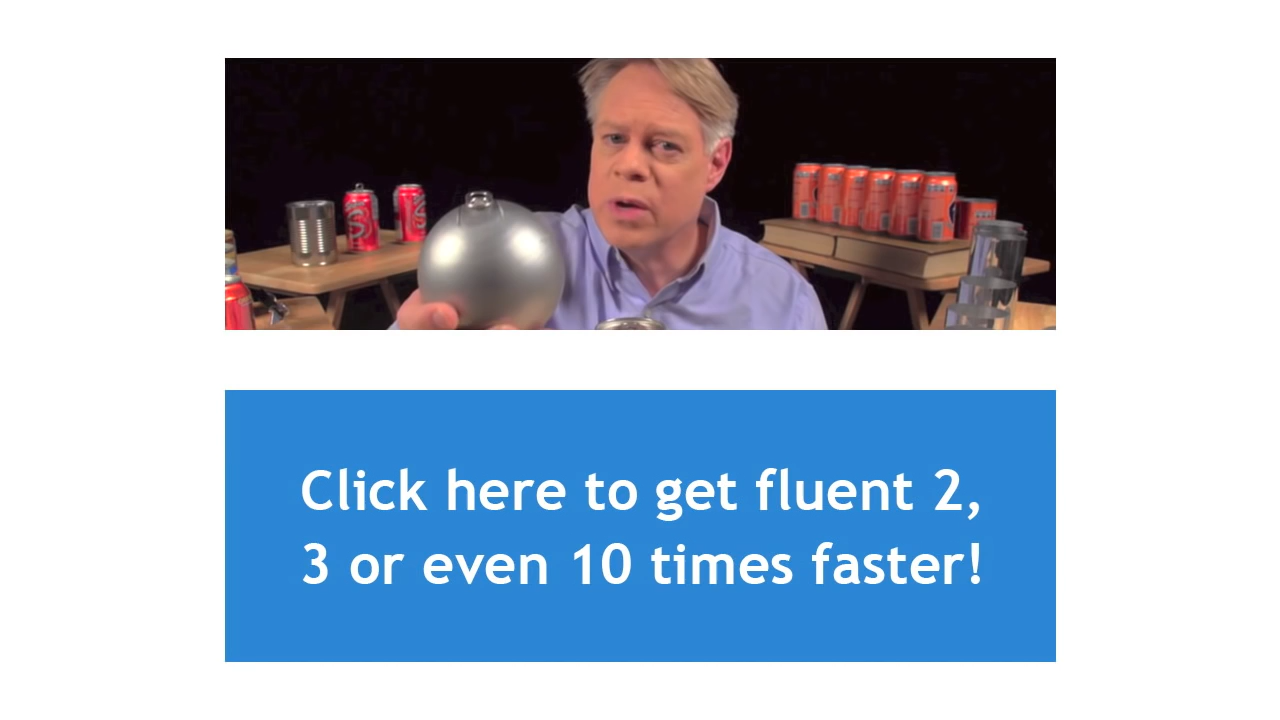 Click here to get fluent 2,
3 or even 10 times faster!